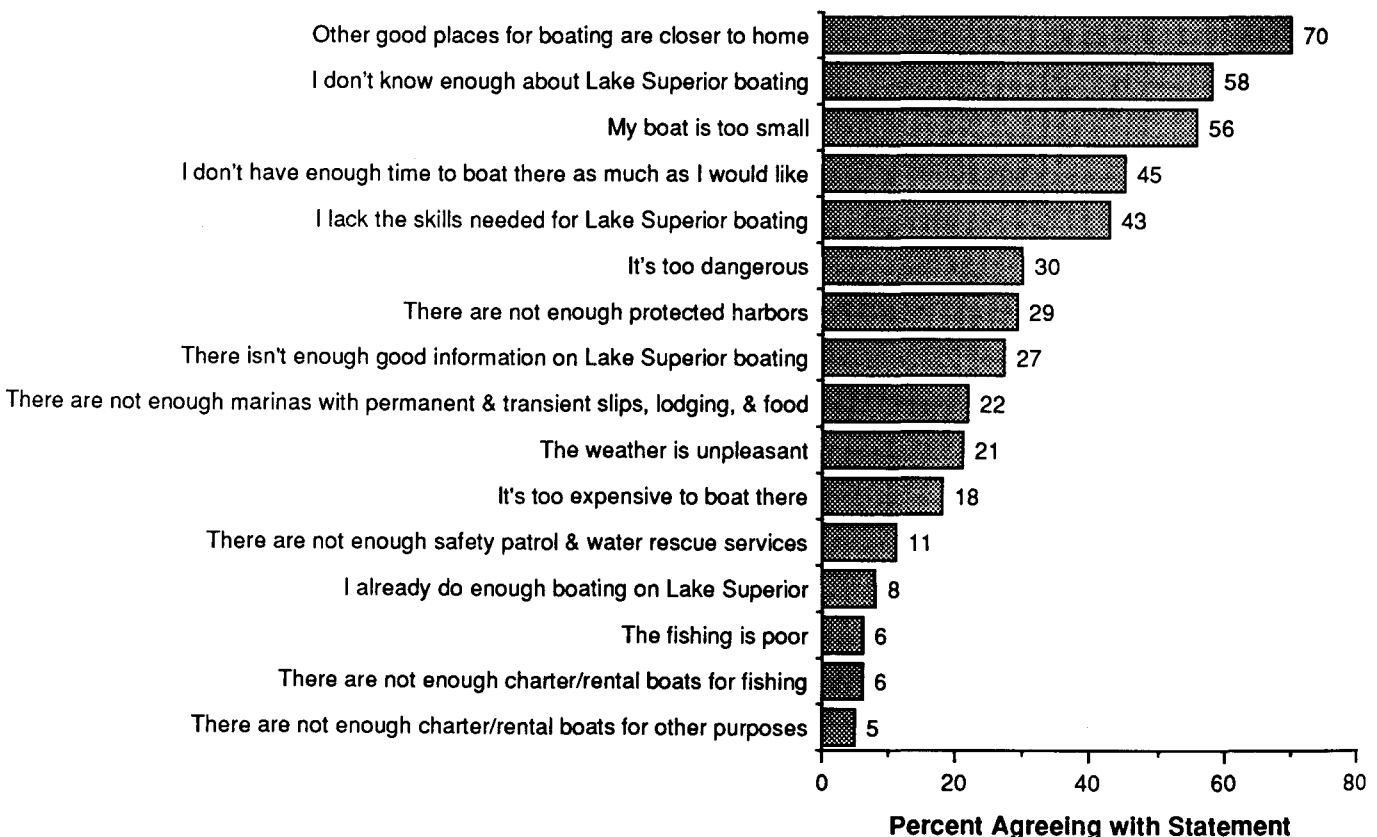 Other good places for boating are closer to home 70
I don't know enough about Lake Superior boating 58
My boat is too small 56
I don't have enough time to boat there as much as I would like 45
I lack the skills needed for Lake Superior boating 43
It's too dangerous 30
There are not enough protected harbors 29
There isn't enough good information on Lake Superior boating 27
There are not enough marinas with permanent & transient slips, lodging, & food 22
The weather is unpleasant 21
It's too expensive to boat there 18
There are not enough safety patrol & water rescue services 11
I already do enough boating on Lake Superior 8
The fishing is poor 6
There are not enough charter/rental boats for fishing 6
There are not enough charter/rental boats for other purposes 5
0 20 40 60 80
Percent Agreeing with Statement